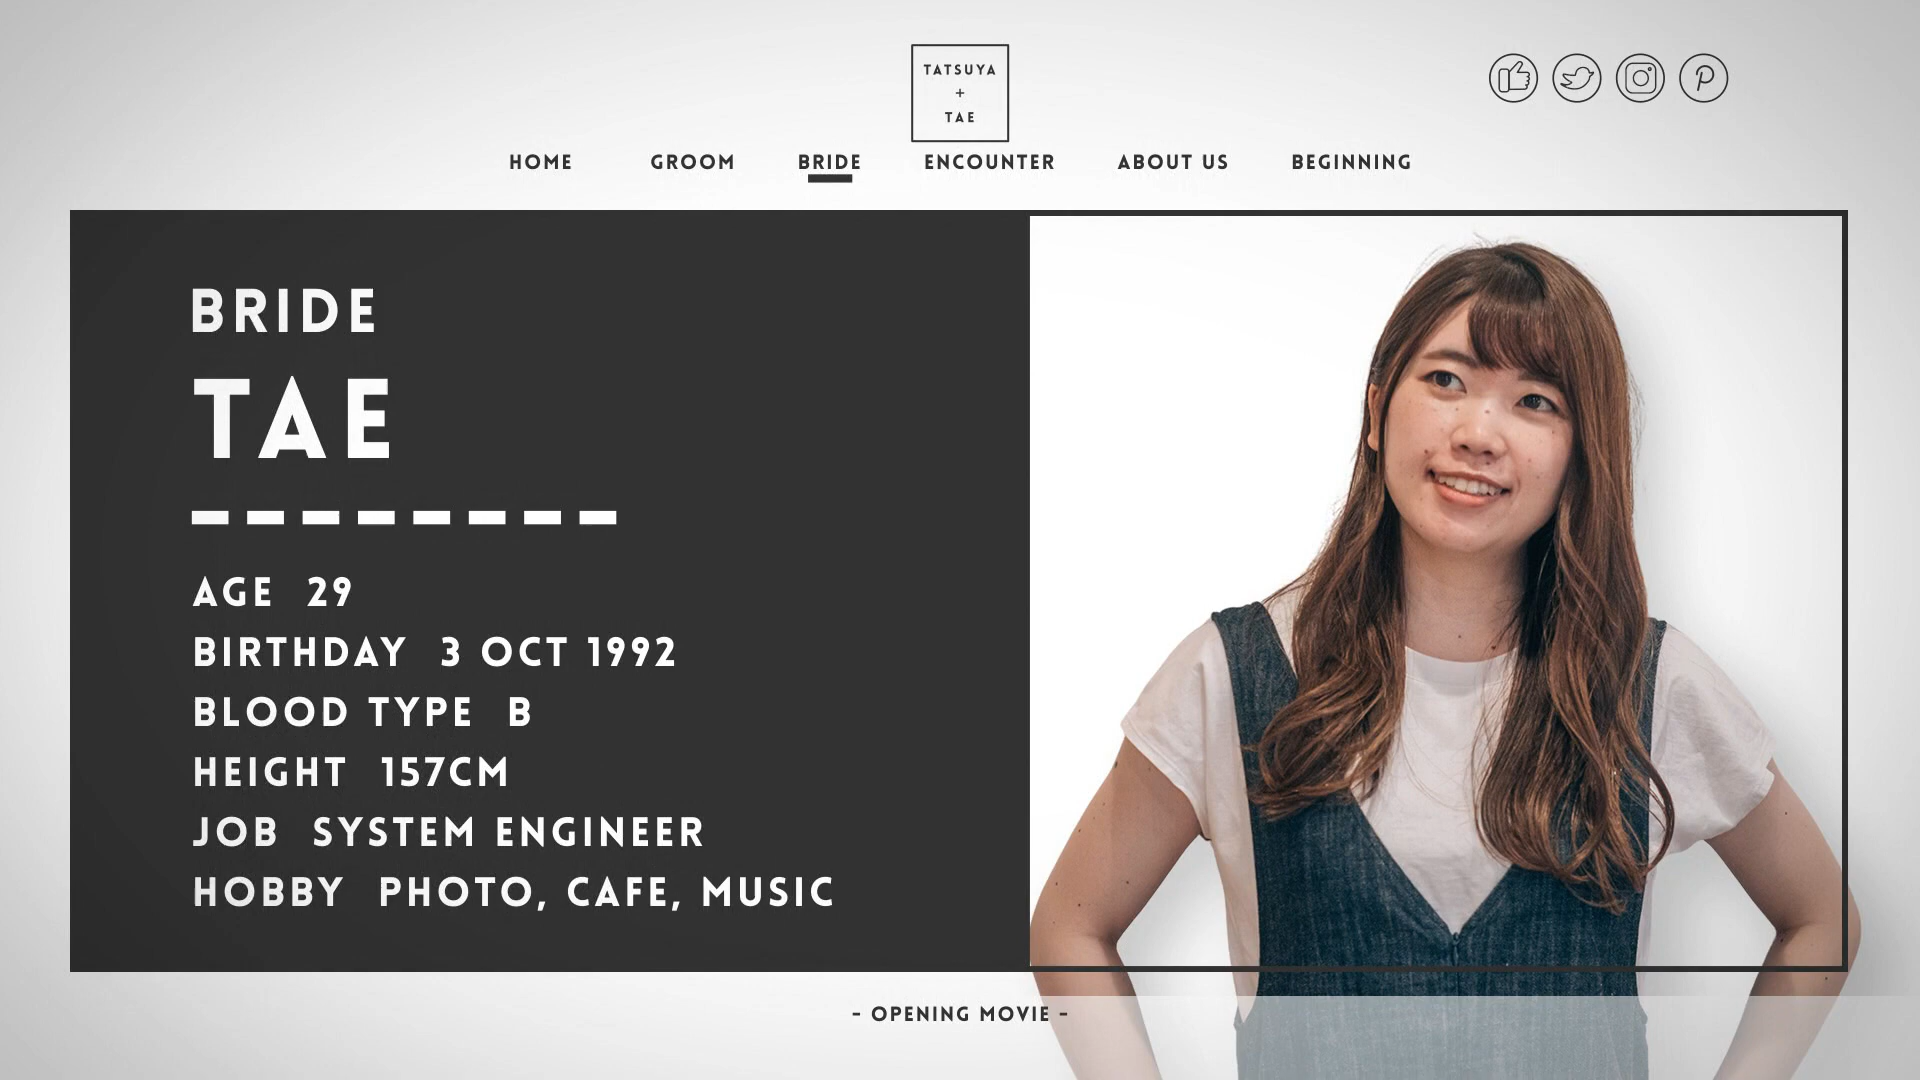 TATSUYA
+
TAE
HOME GROOM BRIDE ENCOUNTER ABOUT US BEGINNING
BRIDE
TAE
AGE 29
BIRTHDAY 3 OCT 1992
BLOOD TYPE B
HEIGHT 157CM
JOB SYSTEM ENGINEER
HOBBY PHOTO, CAFE, MUSIC
- OPENING MOVIE -